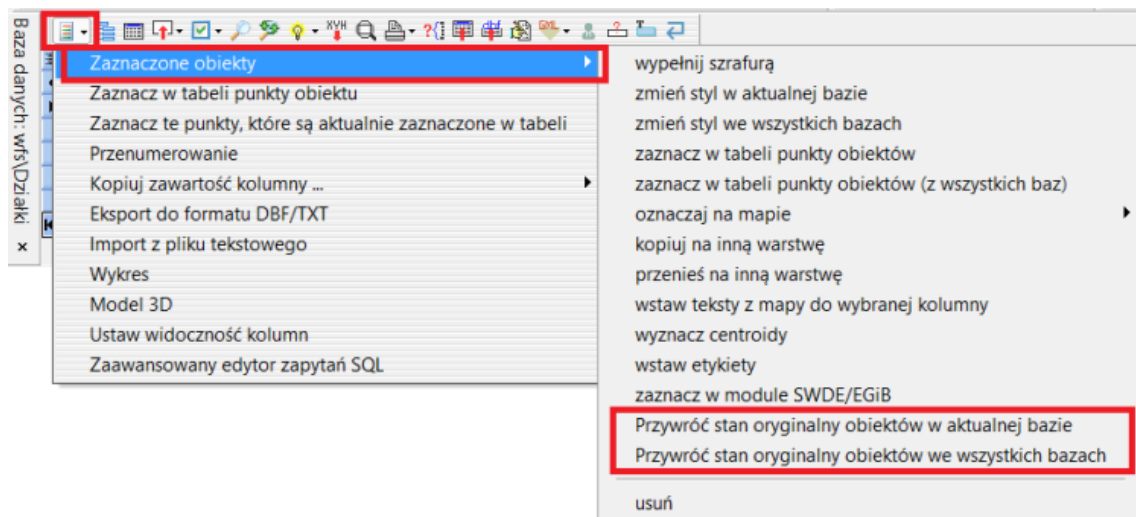 Baza danych: wfs\Działki
XYH
?{}
GML
Zaznaczone obiekty
Zaznacz w tabeli punkty obiektu
Zaznacz te punkty, które są aktualnie zaznaczone w tabeli
Przenumerowanie
Kopiuj zawartość kolumny ...
Eksport do formatu DBF/TXT
Import z pliku tekstowego
Wykres
Model 3D
Ustaw widoczność kolumn
Zaawansowany edytor zapytań SQL
wypełnij szrafurą
zmień styl w aktualnej bazie
zmień styl we wszystkich bazach
zaznacz w tabeli punkty obiektów
zaznacz w tabeli punkty obiektów (z wszystkich baz)
oznaczaj na mapie
kopiuj na inną warstwę
przenieś na inną warstwę
wstaw teksty z mapy do wybranej kolumny
wyznacz centroidy
wstaw etykiety
zaznacz w module SWDE/EGiB
Przywróć stan oryginalny obiektów w aktualnej bazie
Przywróć stan oryginalny obiektów we wszystkich bazach
usuń